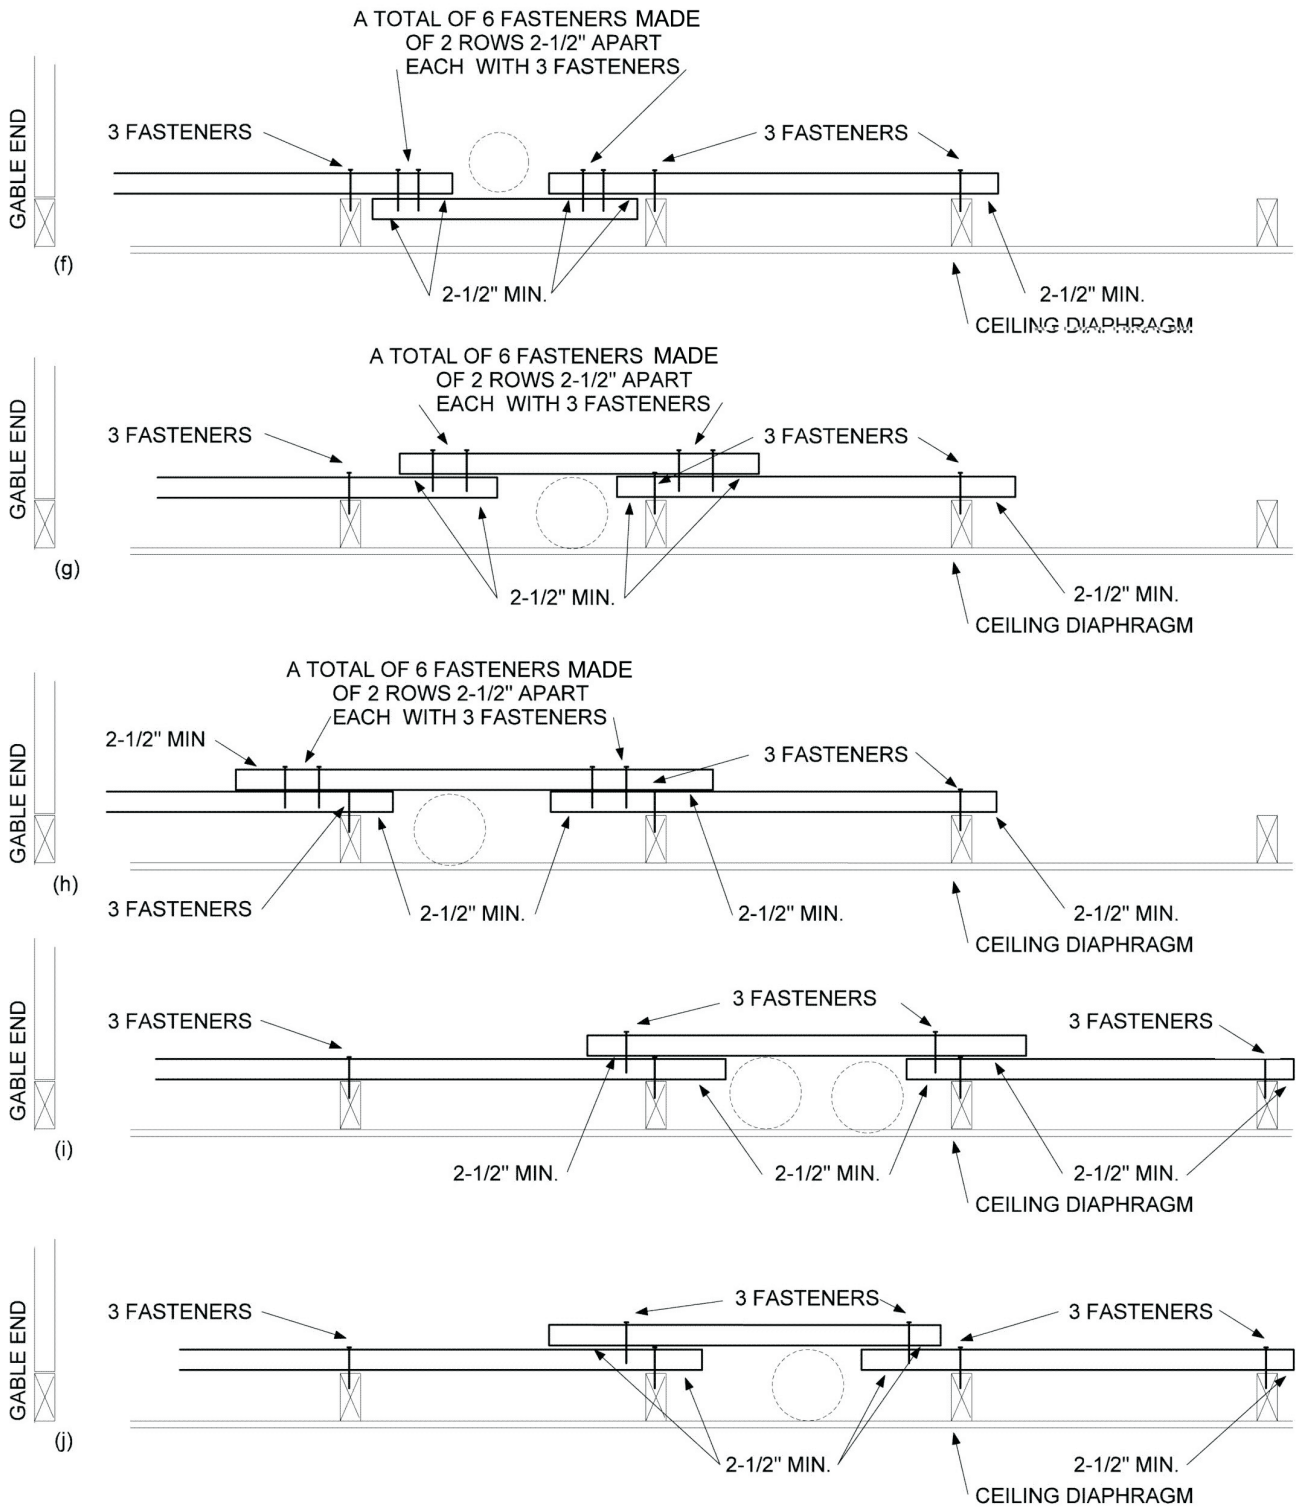 A TOTAL OF 6 FASTENERS MADE
OF 2 ROWS 2-1/2" APART
EACH WITH 3 FASTENERS
GABLE END
3 FASTENERS
3 FASTENERS
(f)
2-1/2" MIN.
2-1/2" MIN.
CEILING DIAPHRAGM
A TOTAL OF 6 FASTENERS MADE
OF 2 ROWS 2-1/2" APART
EACH WITH 3 FASTENERS
GABLE END
3 FASTENERS
3 FASTENERS
(g)
2-1/2" MIN.
2-1/2" MIN.
CEILING DIAPHRAGM
A TOTAL OF 6 FASTENERS MADE
OF 2 ROWS 2-1/2" APART
EACH WITH 3 FASTENERS
2-1/2" MIN
3 FASTENERS
GABLE END
(h)
3 FASTENERS
2-1/2" MIN.
2-1/2" MIN.
2-1/2" MIN.
CEILING DIAPHRAGM
3 FASTENERS
3 FASTENERS
3 FASTENERS
GABLE END
(i)
2-1/2" MIN.
2-1/2" MIN.
2-1/2" MIN.
CEILING DIAPHRAGM
3 FASTENERS
3 FASTENERS
3 FASTENERS
GABLE END
(j)
2-1/2" MIN.
2-1/2" MIN.
CEILING DIAPHRAGM